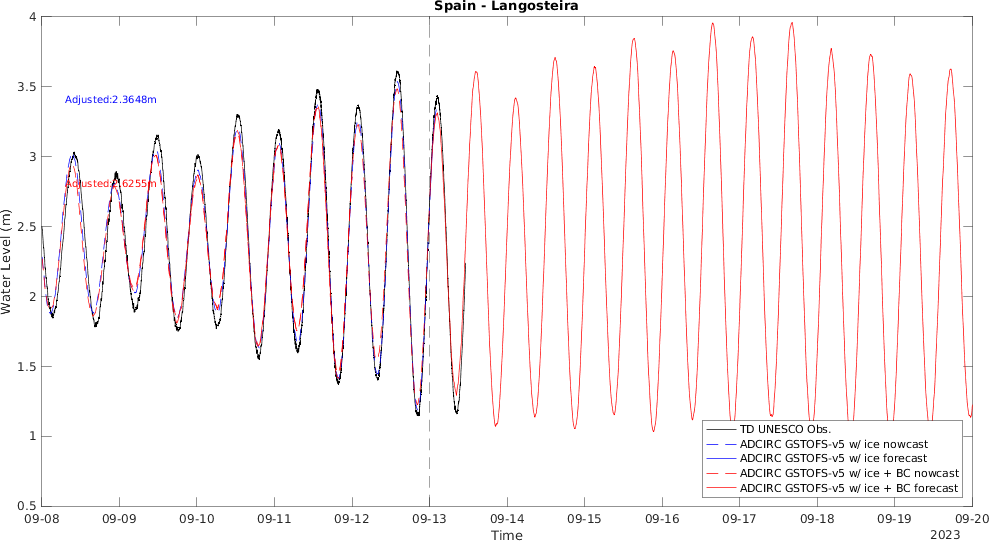 Spain - Langosteira
4
3.5
3
2.5
2
1.5
1
0.5
Water Level (m)
Adjusted:2.3648m
TD UNESCO Obs.
ADCIRC GSTOFS-v5 w/ ice nowcast
ADCIRC GSTOFS-v5 w/ ice forecast
ADCIRC GSTOFS-v5 w/ ice + BC nowcast
ADCIRC GSTOFS-v5 w/ ice + BC forecast
09-08
09-09
09-10
09-11
09-12
09-13
09-14
09-15
09-16
09-17
09-18
09-19
09-20
Time
2023